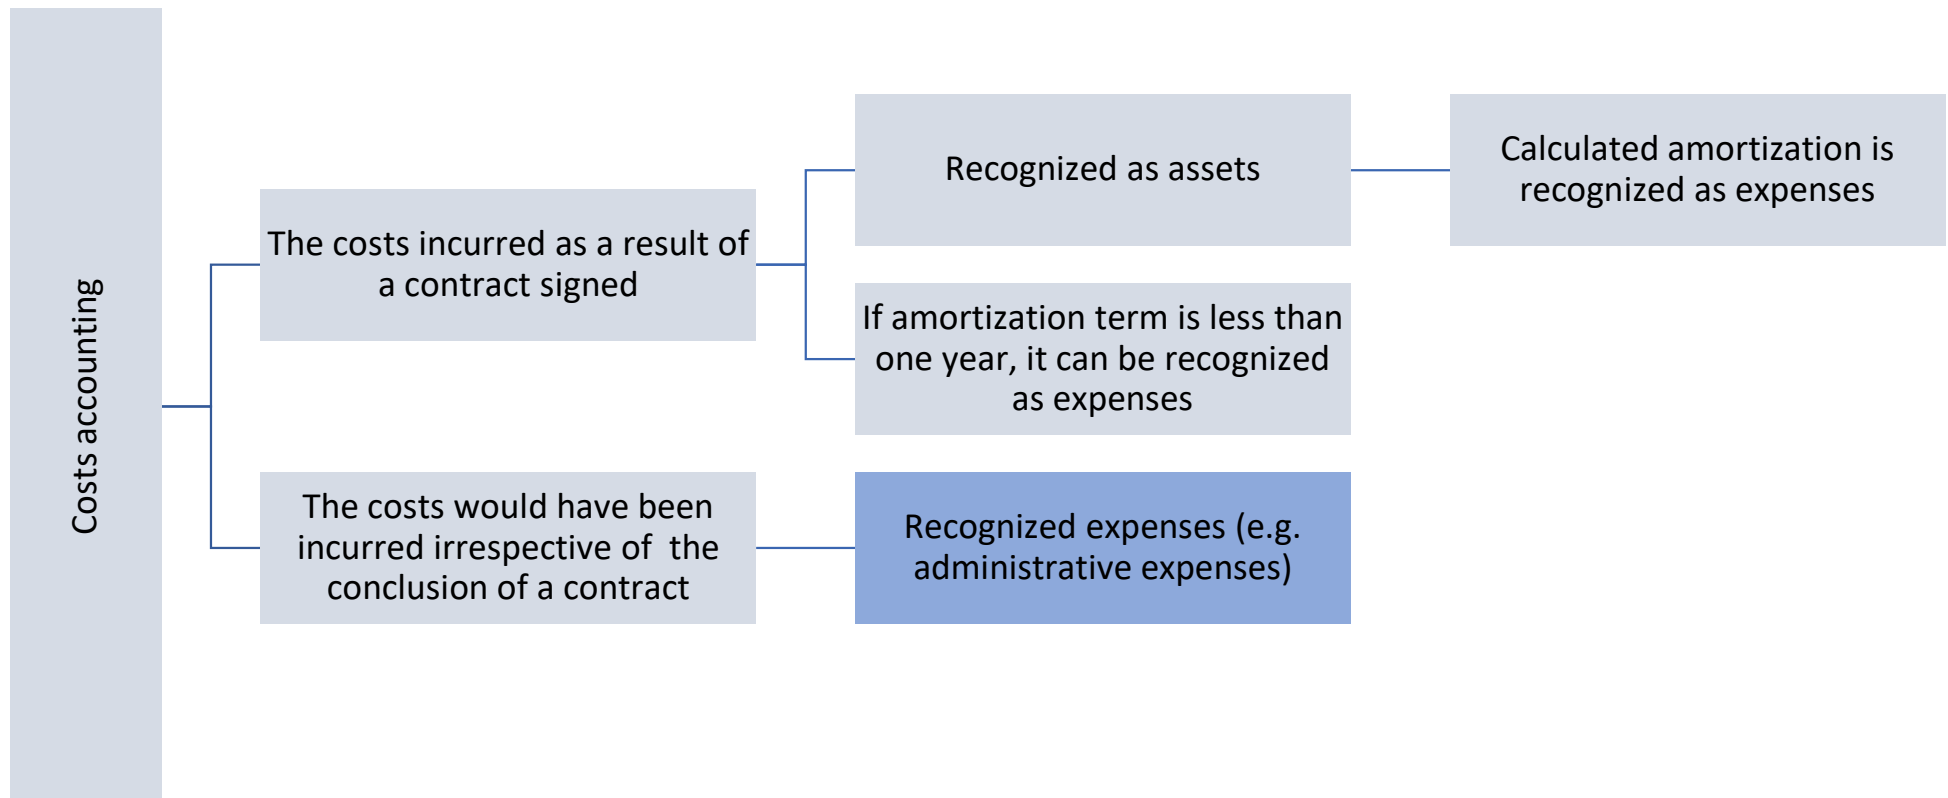 Costs accounting
The costs incurred as a result of
a contract signed
Recognized as assets
Calculated amortization is
recognized as expenses
If amortization term is less than
one year, it can be recognized
as expenses
The costs would have been
incurred irrespective of  the
conclusion of a contract
Recognized expenses (e.g.
administrative expenses)